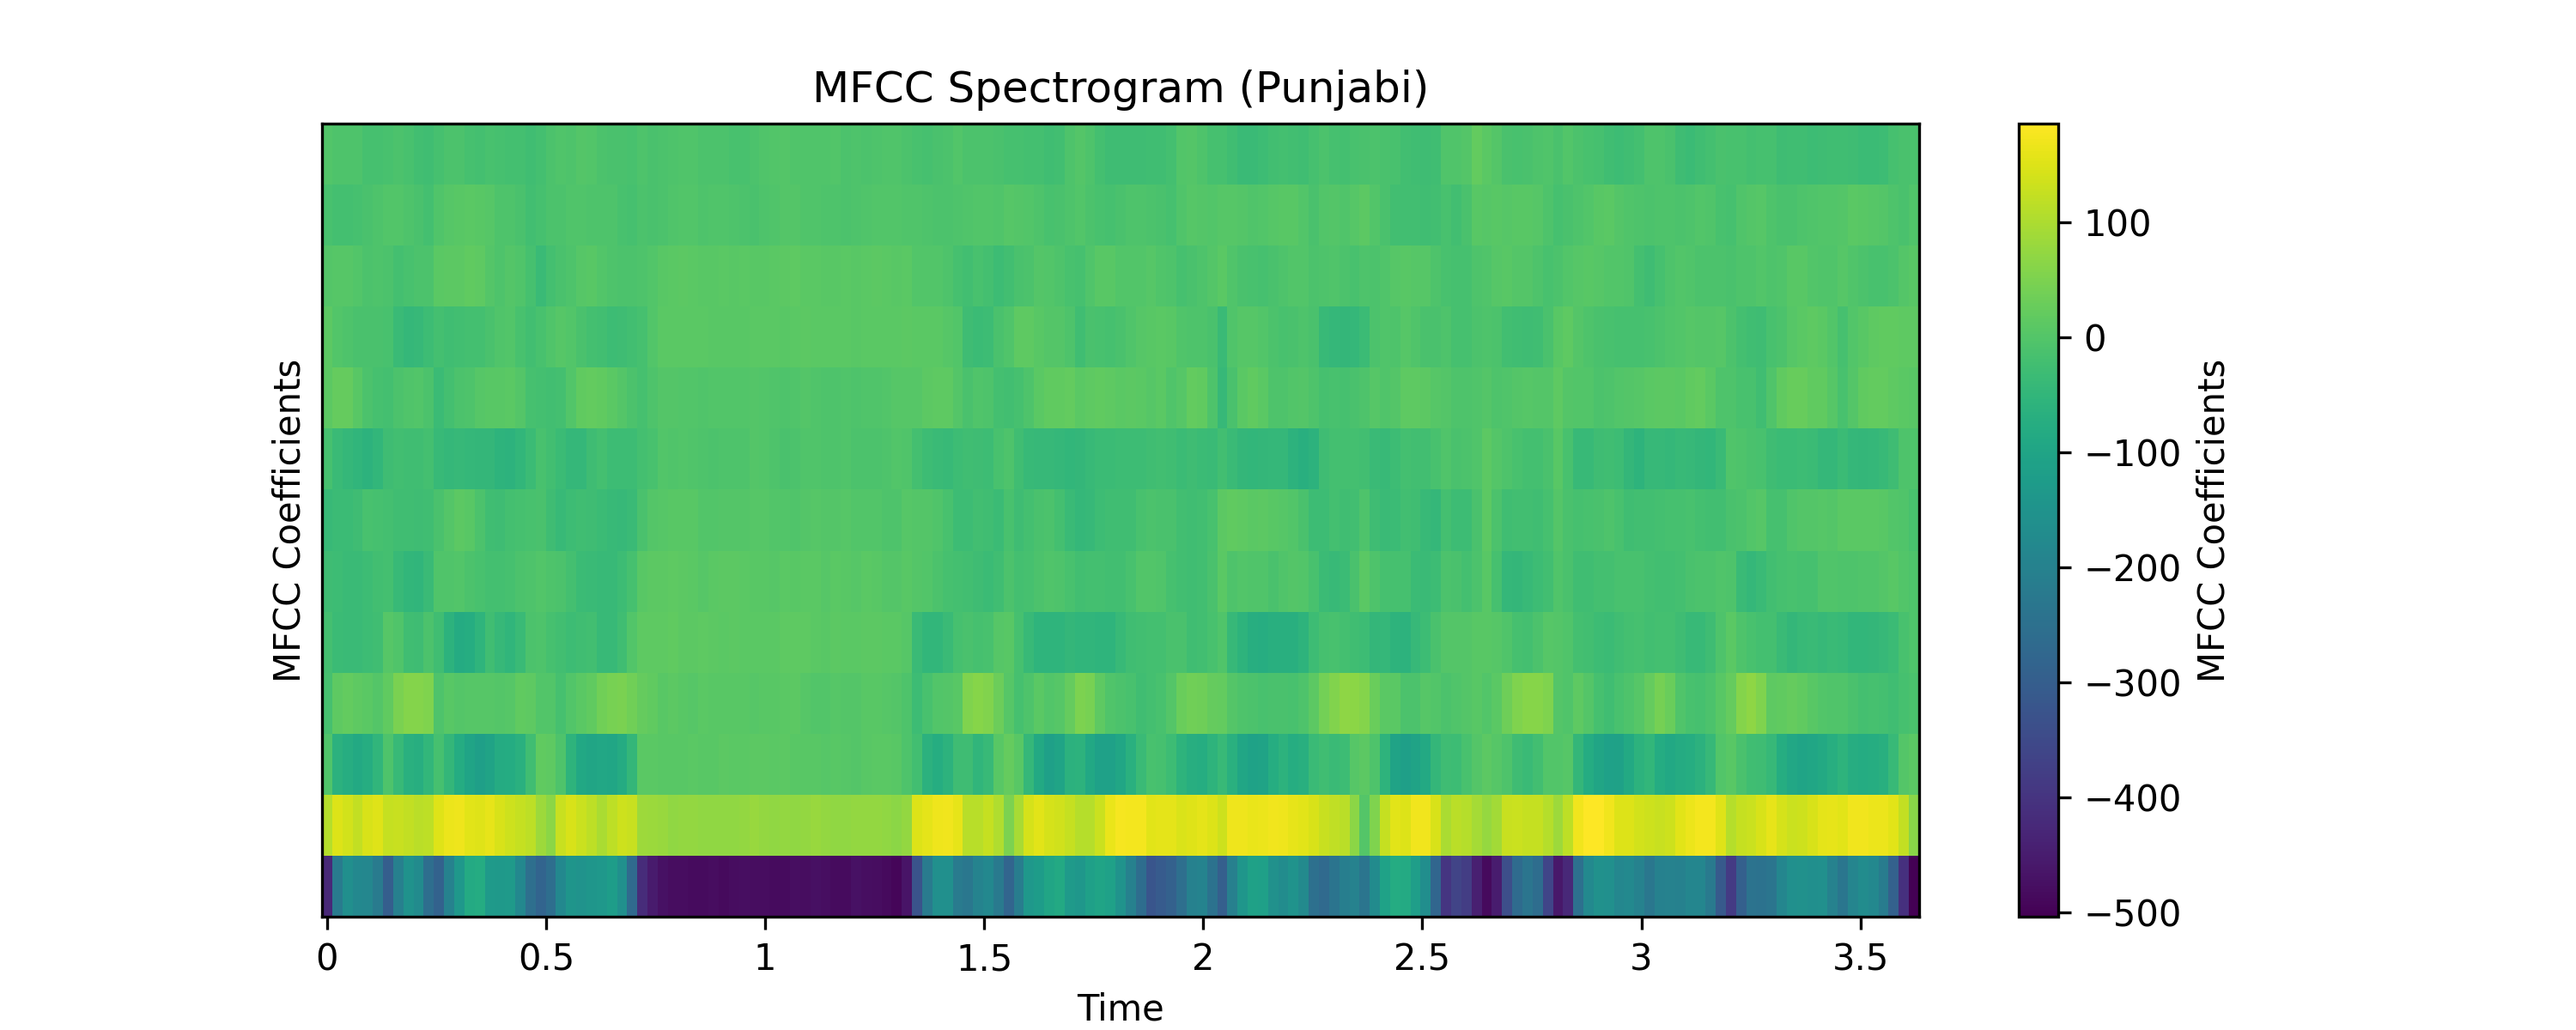 MFCC Spectrogram (Punjabi)
MFCC Coefficients
0 0.5 1 1.5 2 2.5 3 3.5
Time
100
0
−100
−200
−300
−400
−500
MFCC Coefficients